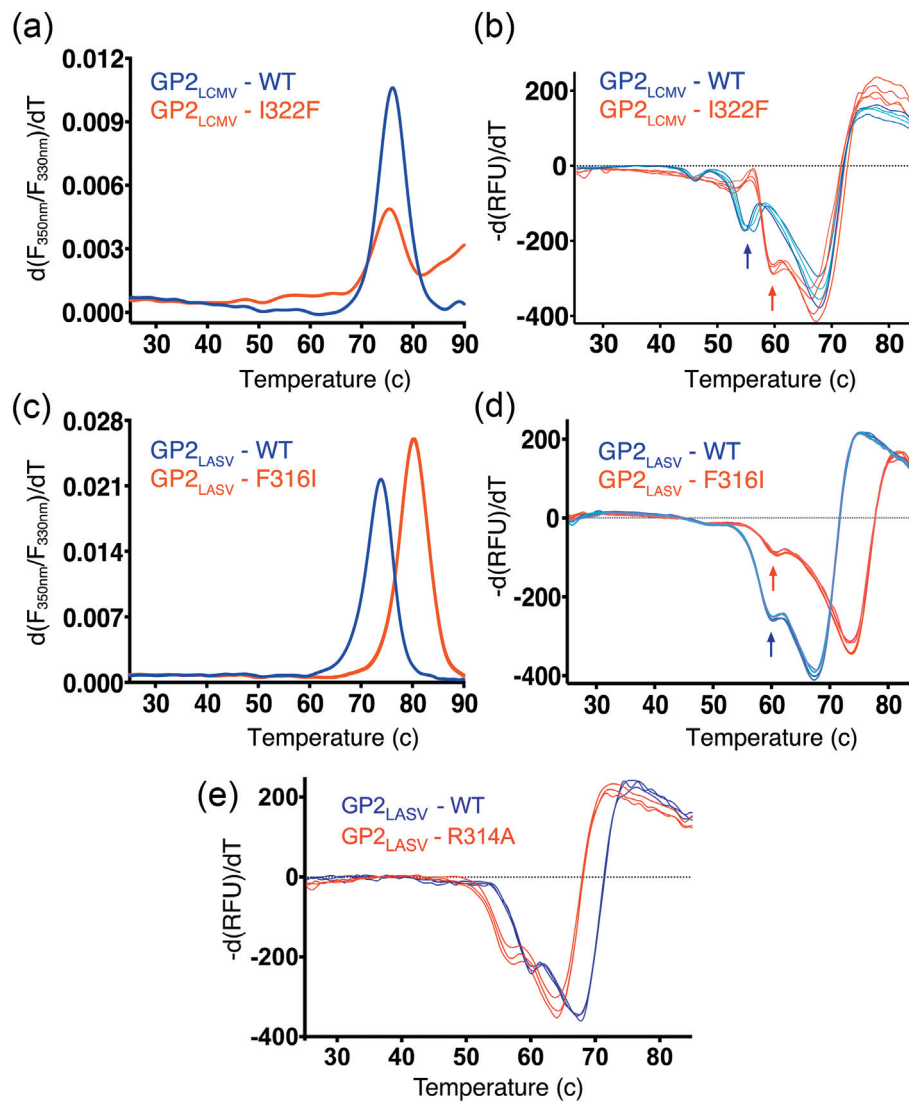 (a)
0.012
0.009
0.006
0.003
0.000
d(F350nm/F330nm)/dT
GP2LCMV - WT
GP2LCMV - I322F
30 40 50 60 70 80 90
Temperature (c)
(b)
200
0
-200
-400
-d(RFU)/dT
GP2LCMV - WT
GP2LCMV - I322F
30 40 50 60 70 80
Temperature (c)
(c)
0.028
0.021
0.014
0.007
0.000
d(F350nm/F330nm)/dT
GP2LASV - WT
GP2LASV - F316I
30 40 50 60 70 80 90
Temperature (c)
(d)
200
0
-200
-400
-d(RFU)/dT
GP2LASV - WT
GP2LASV - F316I
30 40 50 60 70 80
Temperature (c)
(e)
200
0
-200
-400
-d(RFU)/dT
GP2LASV - WT
GP2LASV - R314A
30 40 50 60 70 80
Temperature (c)